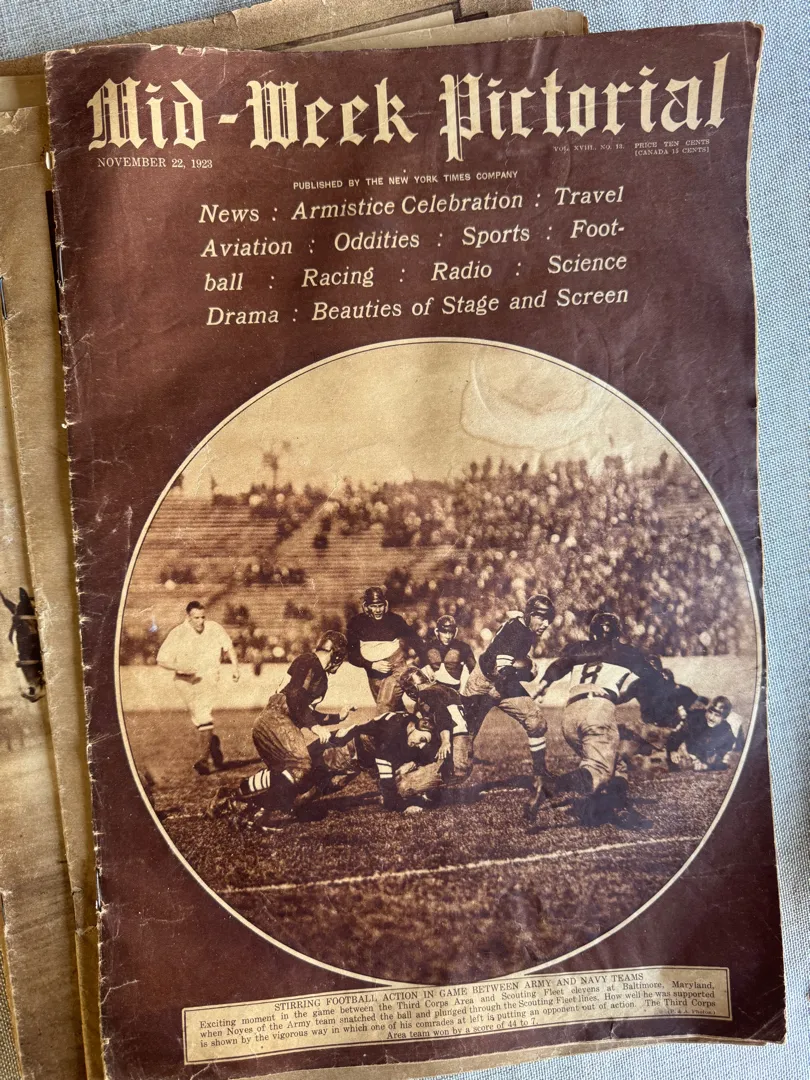 Mid-Week Pictorial
NOVEMBER 22, 1923
VOL. XVIII., NO. 13.
PRICE TEN CENTS
[CANADA 15 CENTS]
PUBLISHED BY THE NEW YORK TIMES COMPANY
News : Armistice Celebration : Travel
Aviation : Oddities : Sports : Foot-
ball : Racing : Radio : Science
Drama : Beauties of Stage and Screen
8
STIRRING FOOTBALL ACTION IN GAME BETWEEN ARMY AND NAVY TEAMS
Exciting moment in the game between the Third Corps Area and Scouting Fleet elevens at Baltimore, Maryland,
when Noyes of the Army team snatched the ball and plunged through the Scouting Fleet lines. How well he was supported
is shown by the vigorous way in which one of his comrades at left is putting an opponent out of action. The Third Corps
Area team won by a score of 44 to 7.